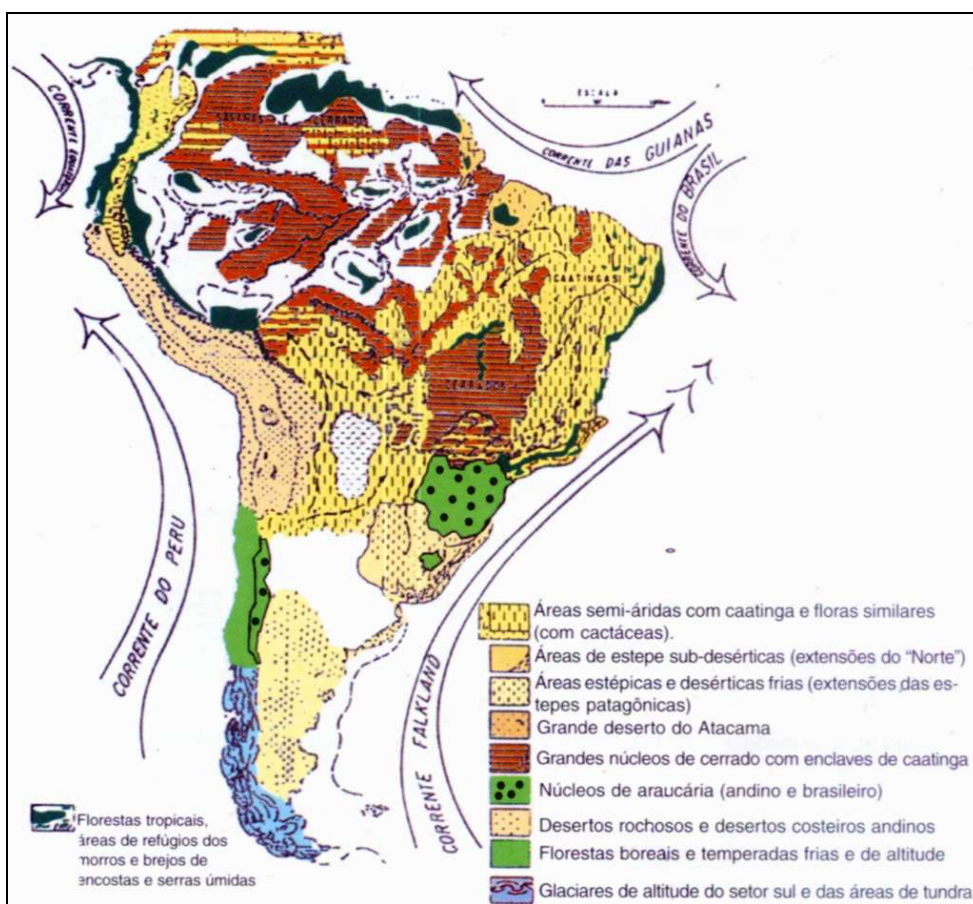 ESCALA
CORRENTE DAS GUIANAS
CORRENTE DO BRASIL
CORRENTE
SAVANAS E CERRADOS
CAATINGAS
CERRADOS
CORRENTE DO PERU
CORRENTE FALKLAND
Áreas semi-áridas com caatinga e floras similares
(com cactáceas).
Áreas de estepe sub-desérticas (extensões do "Norte")
Áreas estépicas e desérticas frias (extensões das es-
tepes patagônicas)
Grande deserto do Atacama
Grandes núcleos de cerrado com enclaves de caatinga
Núcleos de araucária (andino e brasileiro)
Desertos rochosos e desertos costeiros andinos
Florestas boreais e temperadas frias e de altitude
Glaciares de altitude do setor sul e das áreas de tundra
Florestas tropicais,
áreas de refúgios dos
morros e brejos de
encostas e serras úmidas